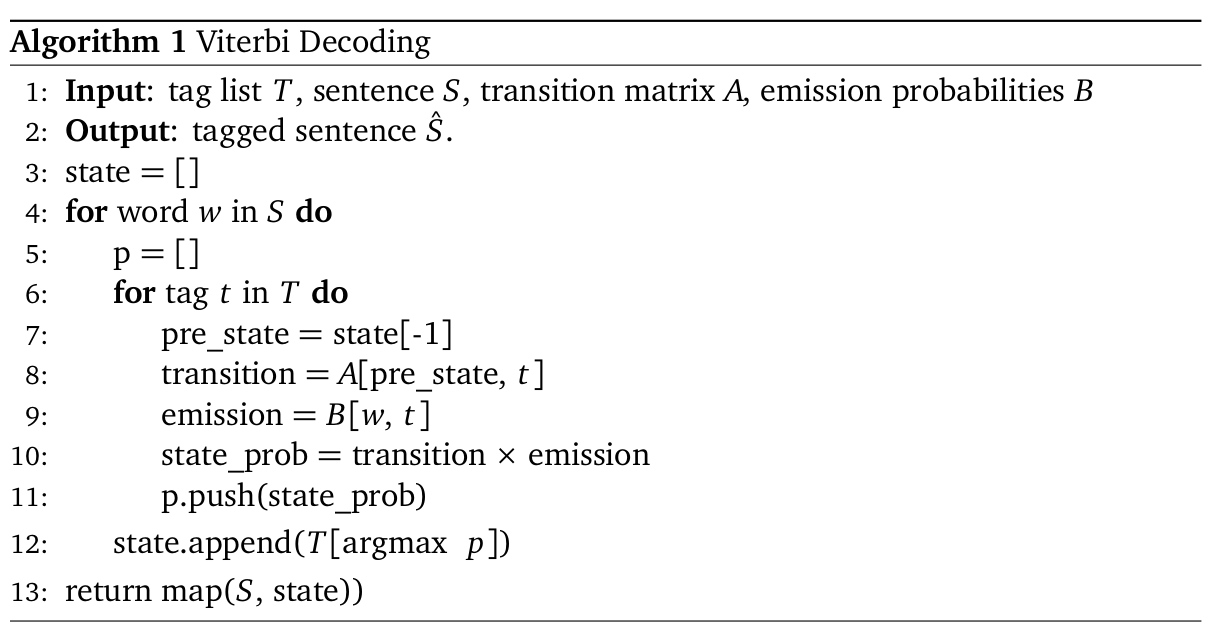 Algorithm 1 Viterbi Decoding
1: Input: tag list T, sentence S, transition matrix A, emission probabilities B
2: Output: tagged sentence Ŝ.
3: state = []
4: for word w in S do
5: p = []
6: for tag t in T do
7: pre_state = state[-1]
8: transition = A[pre_state, t]
9: emission = B[w, t]
10: state_prob = transition × emission
11: p.push(state_prob)
12: state.append(T[argmax p])
13: return map(S, state))